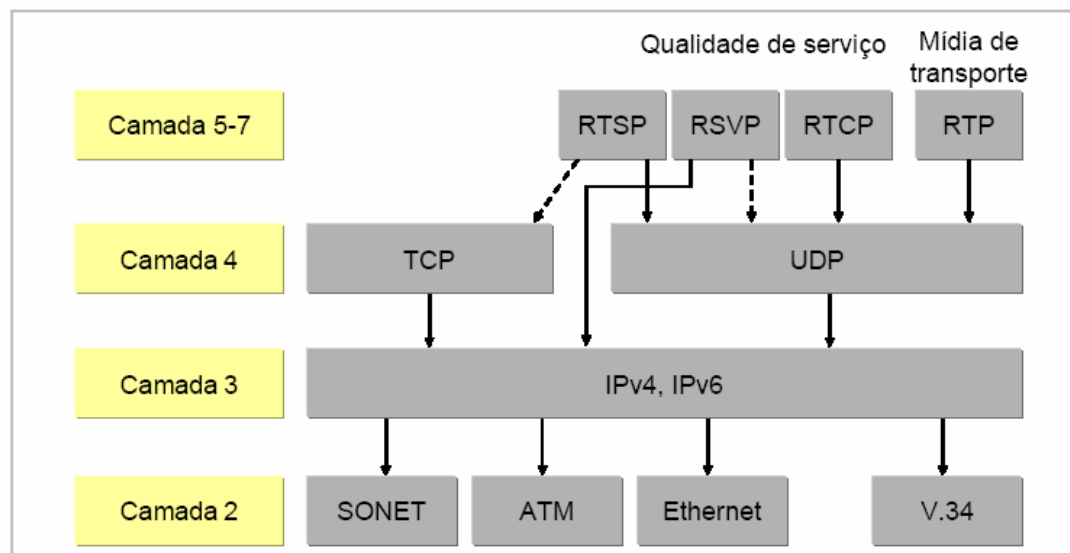 Qualidade de serviço
Mídia de
transporte
Camada 5-7
RTSP
RSVP
RTCP
RTP
Camada 4
TCP
UDP
Camada 3
IPv4, IPv6
Camada 2
SONET
ATM
Ethernet
V.34